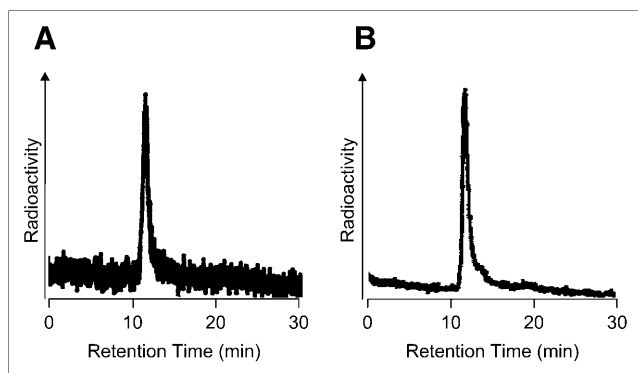 A
B
Radioactivity
Radioactivity
0 10 20 30
0 10 20 30
Retention Time (min)
Retention Time (min)